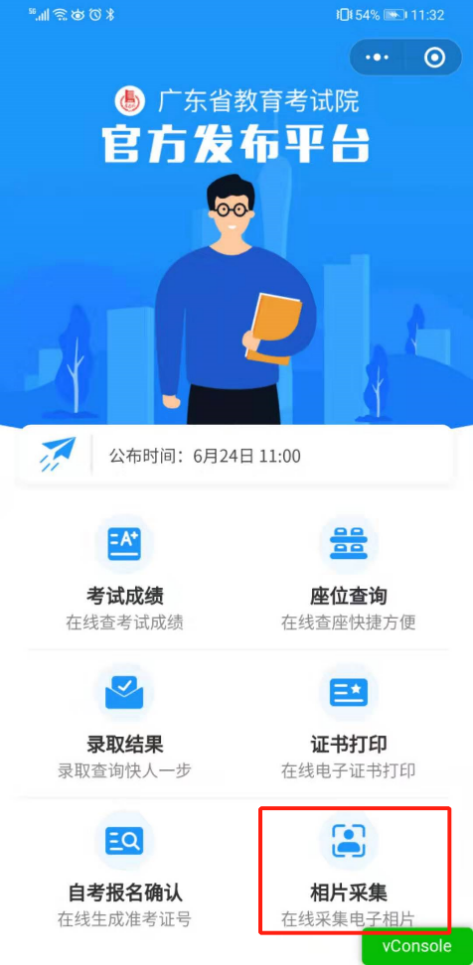 5G 54% 11:32
广东省教育考试院
官方发布平台
公布时间：6月24日 11:00
考试成绩 座位查询
在线查考试成绩 在线查座快捷方便
录取结果 证书打印
录取查询快人一步 在线电子证书打印
自考报名确认 相片采集
在线生成准考证号 在线采集电子相片
vConsole